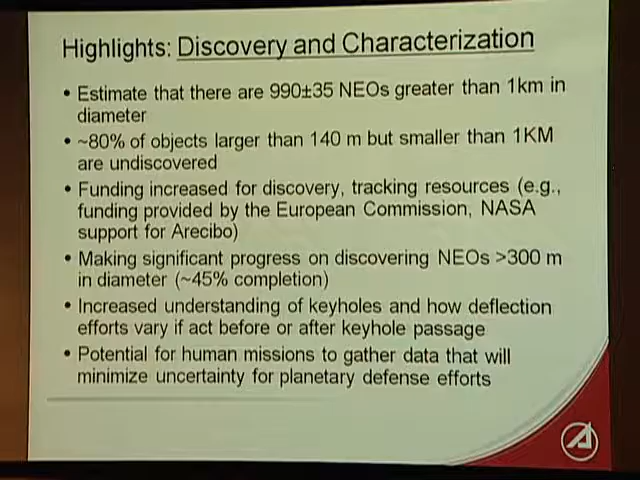 Highlights: Discovery and Characterization
• Estimate that there are 990±35 NEOs greater than 1km in
diameter
• ~80% of objects larger than 140 m but smaller than 1KM
are undiscovered
• Funding increased for discovery, tracking resources (e.g.,
funding provided by the European Commission, NASA
support for Arecibo)
• Making significant progress on discovering NEOs >300 m
in diameter (~45% completion)
• Increased understanding of keyholes and how deflection
efforts vary if act before or after keyhole passage
• Potential for human missions to gather data that will
minimize uncertainty for planetary defense efforts